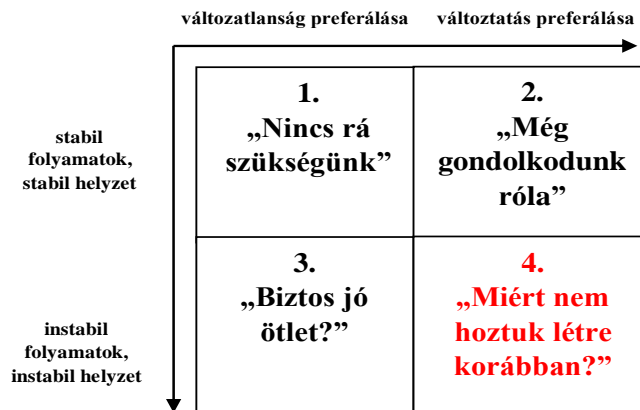 változatlanság preferálása
változtatás preferálása
stabil
folyamatok,
stabil helyzet
1.
„Nincs rá
szükségünk”
2.
„Még
gondolkodunk
róla”
instabil
folyamatok,
instabil helyzet
3.
„Biztos jó
ötlet?”
4.
„Miért nem
hoztuk létre
korábban?”